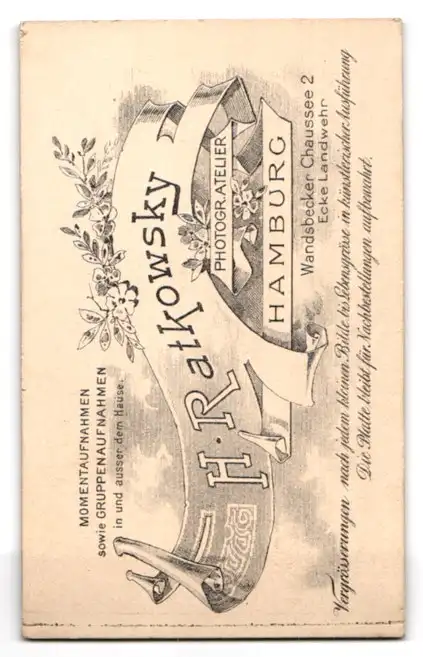 MOMENTAUFNAHMEN
sowie GRUPPENAUFNAHMEN
in und ausser dem Hause.
H. Ratkowsky
PHOTOGR. ATELIER
HAMBURG
Wandsbecker Chaussee 2
Ecke Landwehr
Vergrösserungen nach jedem kleinen Bilde bis Lebensgrösse in künstlerischer Ausführung
Die Platte bleibt für Nachbestellungen aufbewahrt.